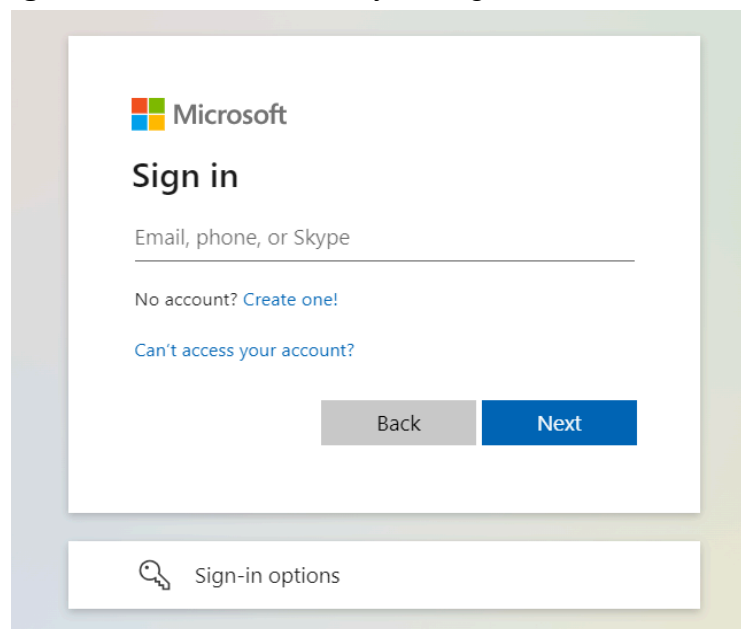 Microsoft
Sign in
Email, phone, or Skype
No account? Create one!
Can't access your account?
Back Next
Sign-in options